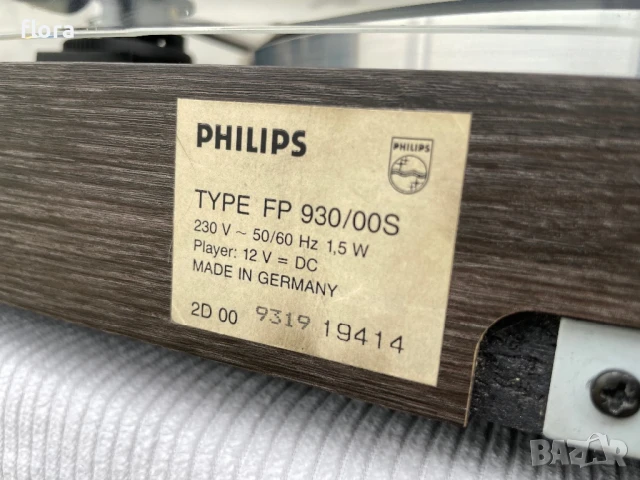 flora
PHILIPS
PHILIPS
TYPE FP 930/00S
230 V ~ 50/60 Hz 1,5 W
Player: 12 V = DC
MADE IN GERMANY
2D 00 9319 19414
BAZAR